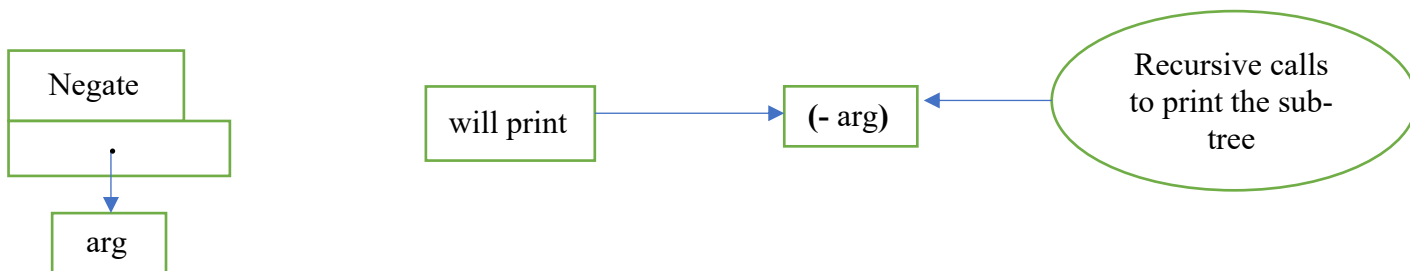 Negate
will print
(- arg)
Recursive calls
to print the sub-
tree
arg